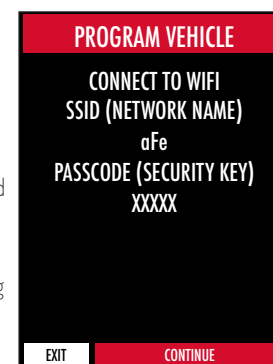 PROGRAM VEHICLE
CONNECT TO WIFI
SSID (NETWORK NAME)
aFe
PASSCODE (SECURITY KEY)
XXXXX
EXIT
CONTINUE